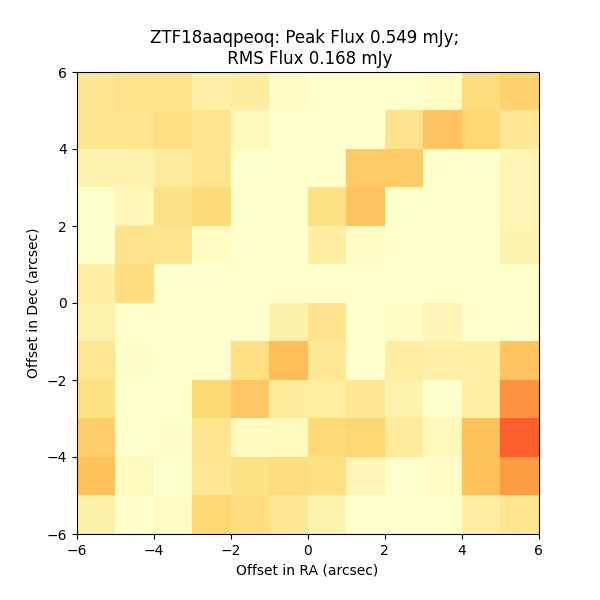 ZTF18aaqpeoq: Peak Flux 0.549 mJy;
RMS Flux 0.168 mJy
6
4
2
0
−2
−4
−6
Offset in Dec (arcsec)
−6 −4 −2 0 2 4 6
Offset in RA (arcsec)